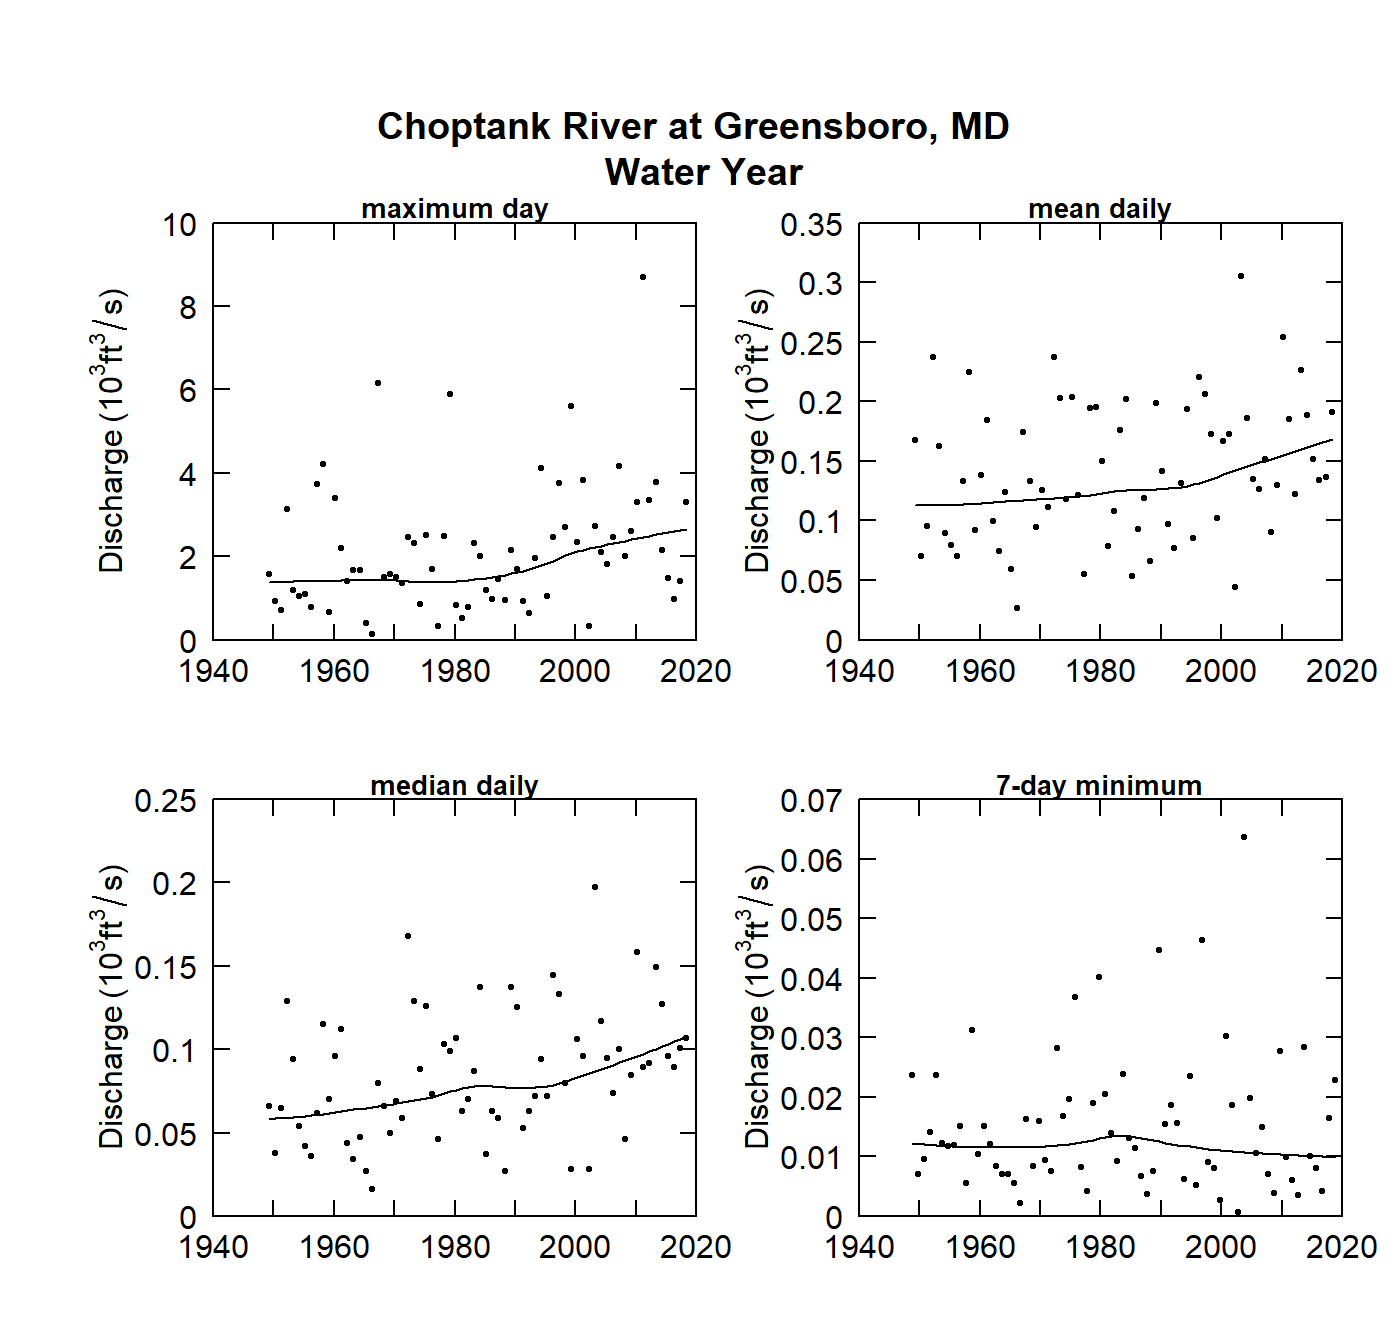 Choptank River at Greensboro, MD
Water Year
maximum day
10
8
6
4
2
0
Discharge (10³ft³/s)
1940 1960 1980 2000 2020
mean daily
0.35
0.3
0.25
0.2
0.15
0.1
0.05
0
Discharge (10³ft³/s)
1940 1960 1980 2000 2020
median daily
0.25
0.2
0.15
0.1
0.05
0
Discharge (10³ft³/s)
1940 1960 1980 2000 2020
7-day minimum
0.07
0.06
0.05
0.04
0.03
0.02
0.01
0
Discharge (10³ft³/s)
1940 1960 1980 2000 2020